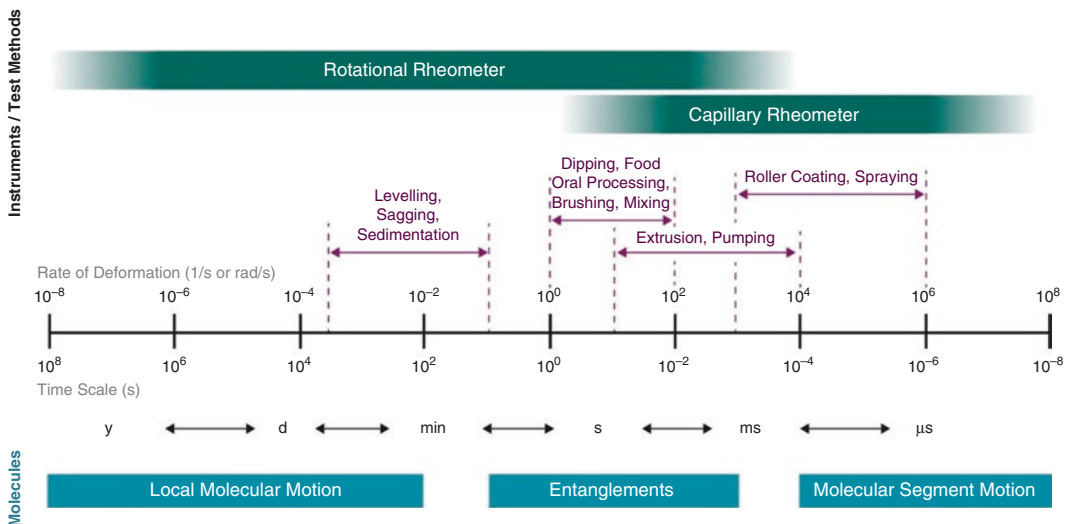 Instruments / Test Methods
Rotational Rheometer
Capillary Rheometer
Levelling,
Sagging,
Sedimentation
Dipping, Food
Oral Processing,
Brushing, Mixing
Roller Coating, Spraying
Extrusion, Pumping
Rate of Deformation (1/s or rad/s)
10⁻⁸ 10⁻⁶ 10⁻⁴ 10⁻² 10⁰ 10² 10⁴ 10⁶ 10⁸
10⁸ 10⁶ 10⁴ 10² 10⁰ 10⁻² 10⁻⁴ 10⁻⁶ 10⁻⁸
Time Scale (s)
y d min s ms µs
Molecules
Local Molecular Motion Entanglements Molecular Segment Motion